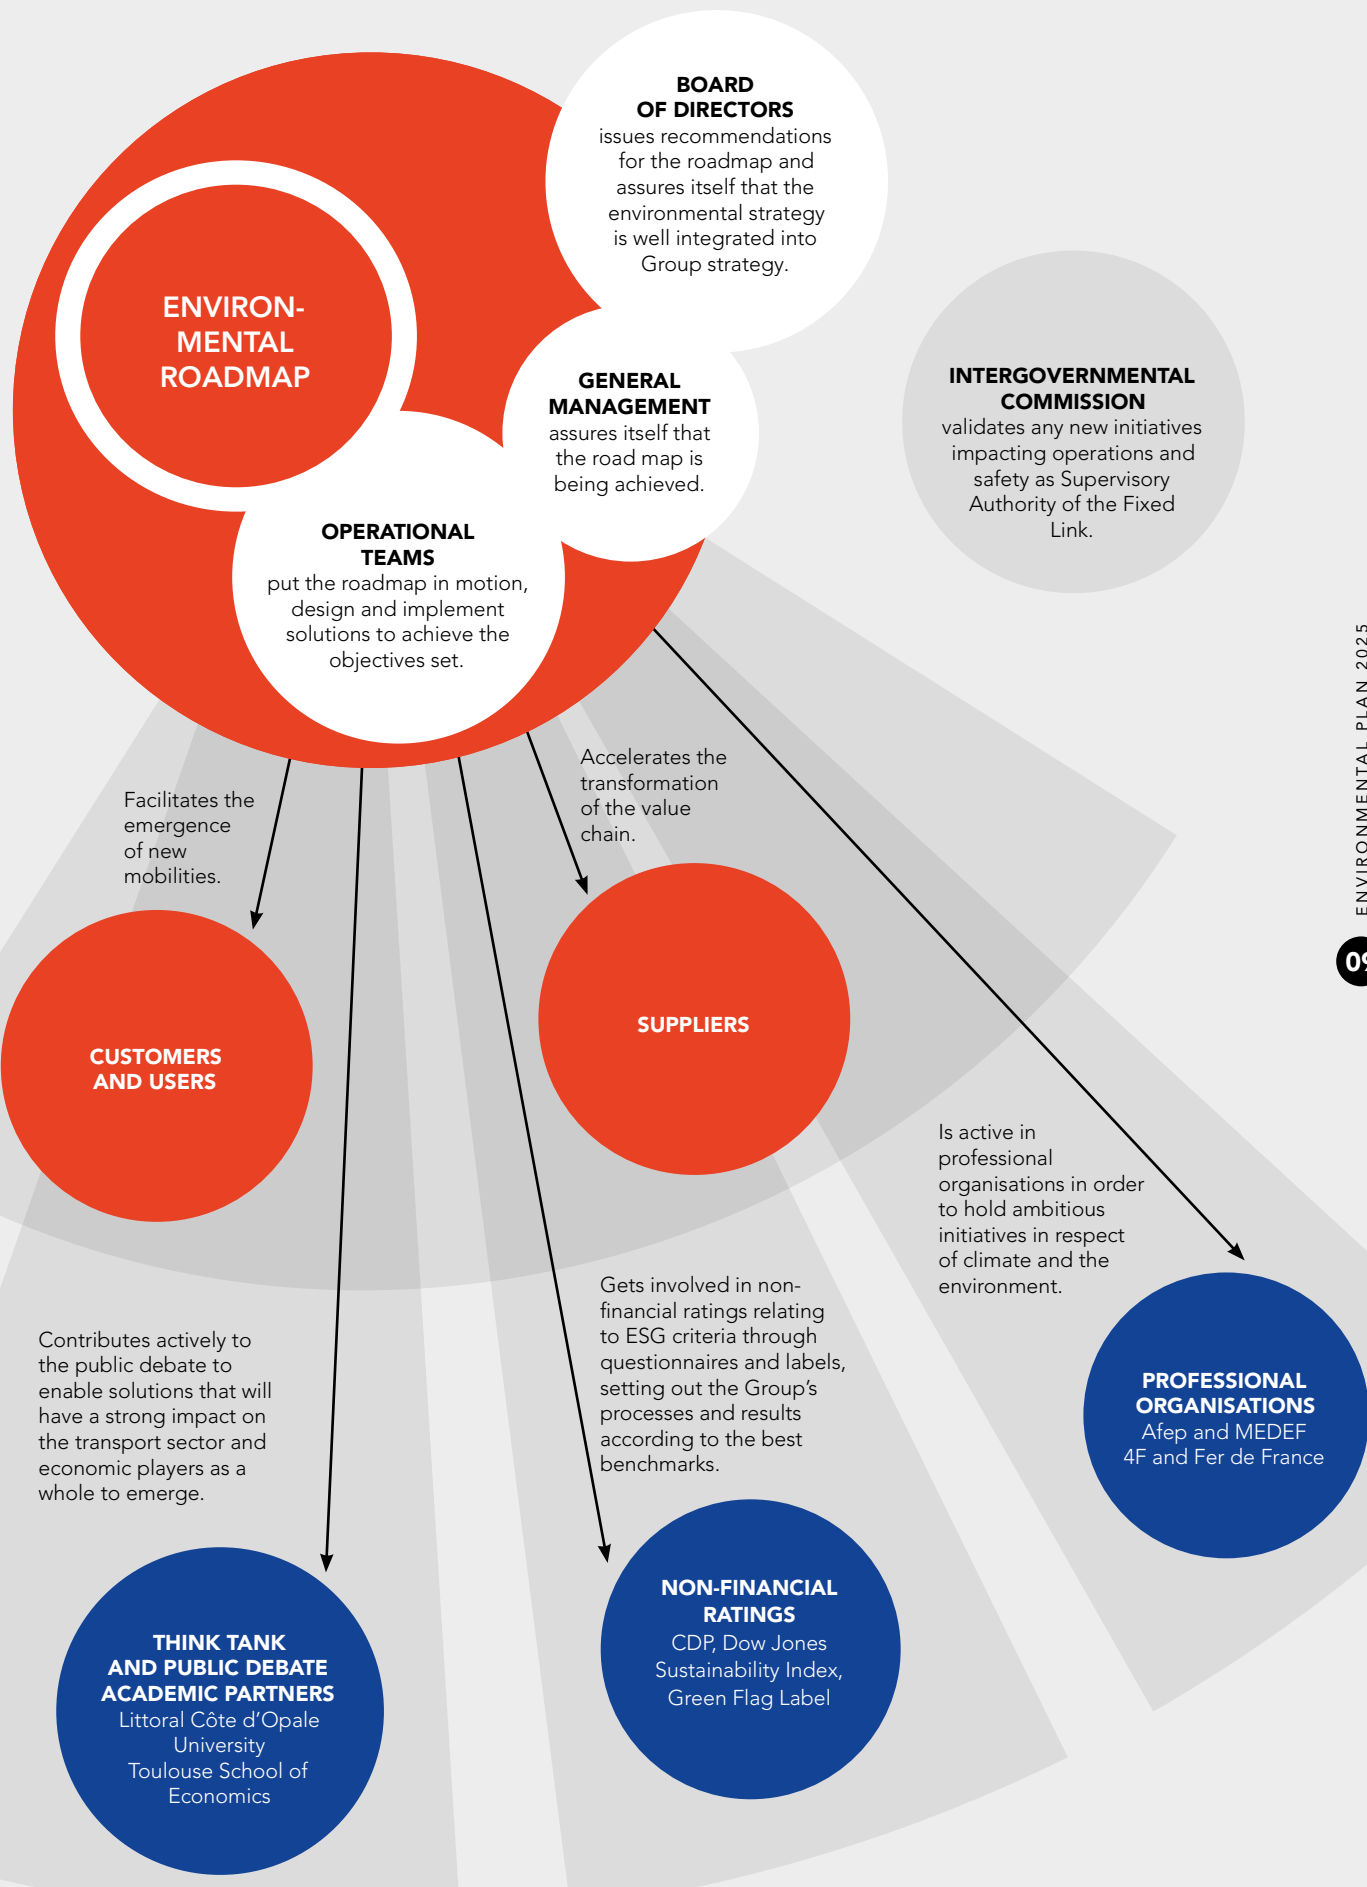 BOARD
OF DIRECTORS
issues recommendations
for the roadmap and
assures itself that the
environmental strategy
is well integrated into
Group strategy.
ENVIRON-
MENTAL
ROADMAP
GENERAL
MANAGEMENT
assures itself that
the road map is
being achieved.
INTERGOVERNMENTAL
COMMISSION
validates any new initiatives
impacting operations and
safety as Supervisory
Authority of the Fixed
Link.
OPERATIONAL
TEAMS
put the roadmap in motion,
design and implement
solutions to achieve the
objectives set.
ENVIRONMENTAL PLAN 2025
09
Facilitates the
emergence
of new
mobilities.
Accelerates the
transformation
of the value
chain.
CUSTOMERS
AND USERS
SUPPLIERS
Is active in
professional
organisations in order
to hold ambitious
initiatives in respect
of climate and the
environment.
Contributes actively to
the public debate to
enable solutions that will
have a strong impact on
the transport sector and
economic players as a
whole to emerge.
Gets involved in non-
financial ratings relating
to ESG criteria through
questionnaires and labels,
setting out the Group's
processes and results
according to the best
benchmarks.
PROFESSIONAL
ORGANISATIONS
Afep and MEDEF
4F and Fer de France
NON-FINANCIAL
RATINGS
CDP, Dow Jones
Sustainability Index,
Green Flag Label
THINK TANK
AND PUBLIC DEBATE
ACADEMIC PARTNERS
Littoral Côte d'Opale
University
Toulouse School of
Economics